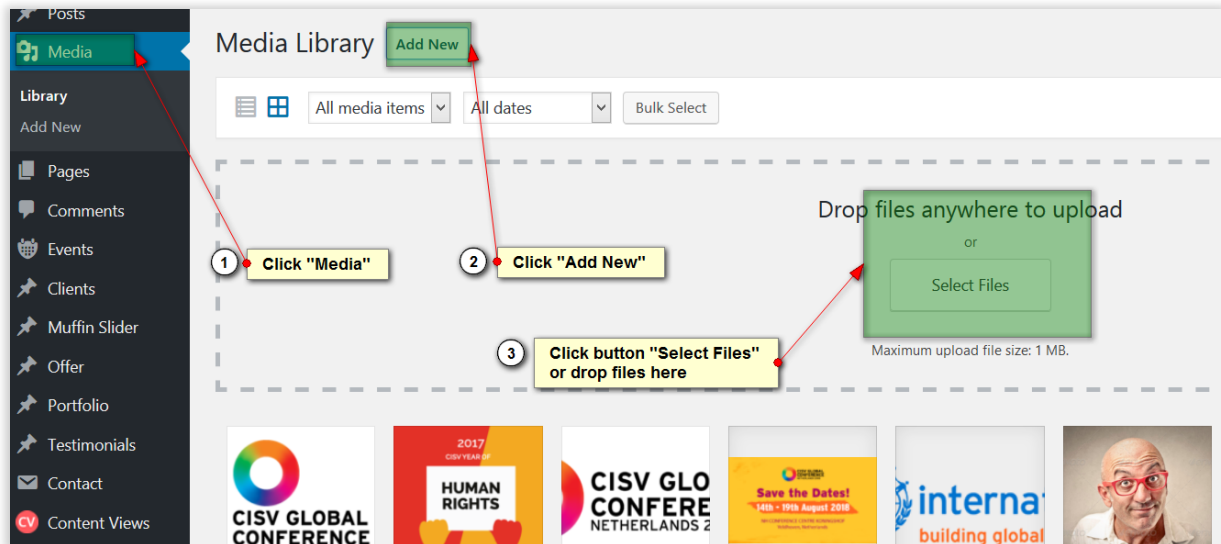 Posts
Media
Library
Add New
Pages
Comments
Events
Clients
Muffin Slider
Offer
Portfolio
Testimonials
Contact
CV Content Views
Media Library Add New
All media items All dates Bulk Select
Drop files anywhere to upload
or
Select Files
Maximum upload file size: 1 MB.
1 Click "Media"
2 Click "Add New"
3 Click button "Select Files"
or drop files here
CISV GLOBAL
CONFERENCE
2017
CISV YEAR OF
HUMAN
RIGHTS
CISV GLO
CONFERE
NETHERLANDS 2
CISV GLOBAL
CONFERENCE
Save the Dates!
14th - 19th August 2018
interna
building global